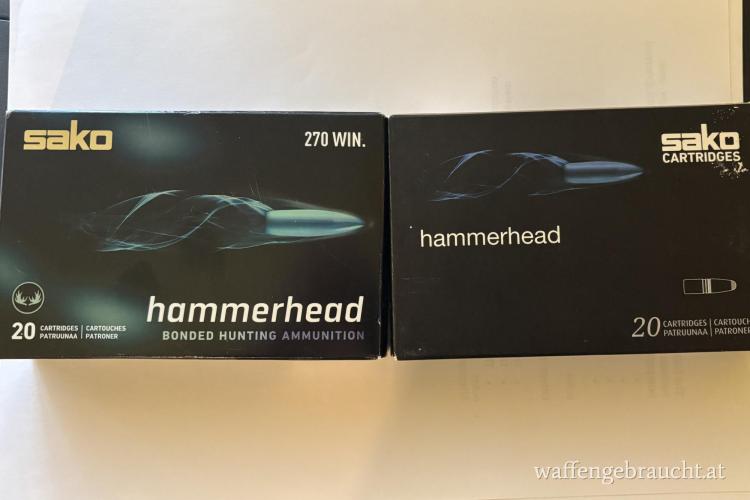 sako
270 WIN.
hammerhead
BONDED HUNTING AMMUNITION
20 CARTRIDGES | CARTOUCHES
PATRUUNAA | PATRONER
sako
CARTRIDGES
hammerhead
20 CARTRIDGES | CARTOUCH
PATRUUNAA | PATRONER
waffengebraucht.at